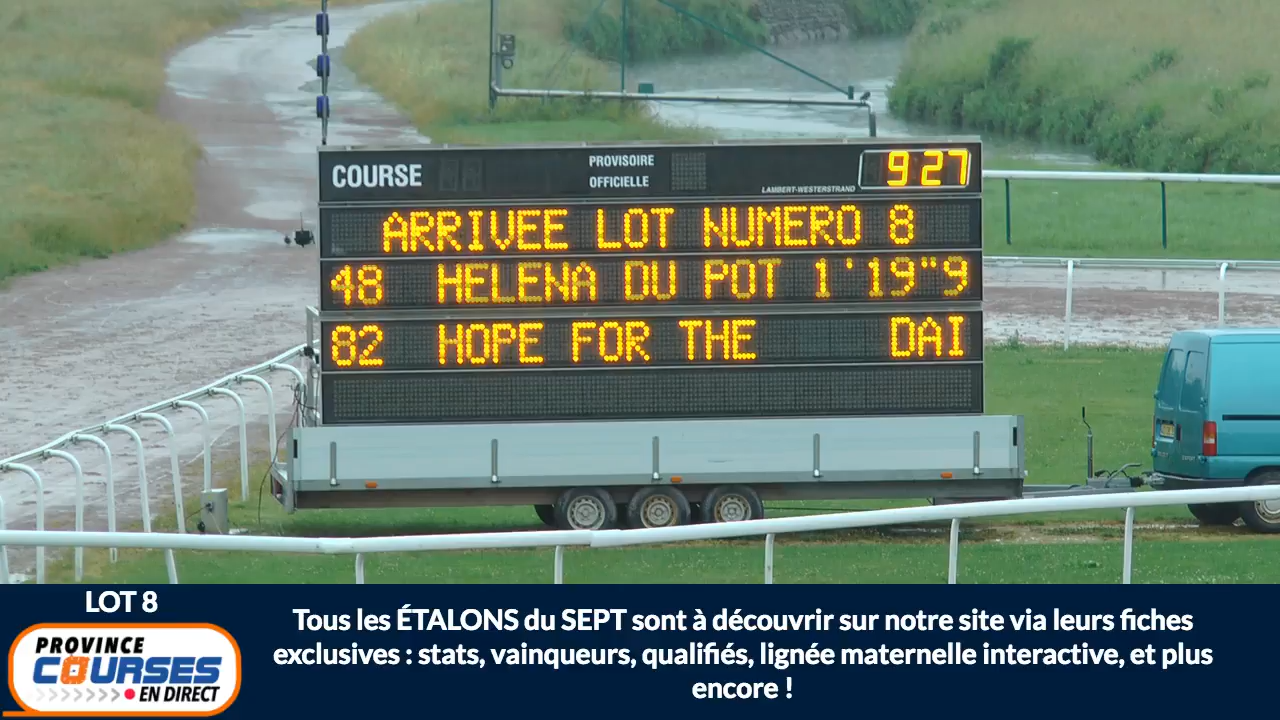 COURSE
PROVISOIRE
OFFICIELLE
LAMBERT-WESTERSTRAND
9 27
ARRIVEE LOT NUMERO 8
48 HELENA DU POT 1'19"9
82 HOPE FOR THE DAI
LOT 8
PROVINCE
COURSES
EN DIRECT
Tous les ÉTALONS du SEPT sont à découvrir sur notre site via leurs fiches
exclusives : stats, vainqueurs, qualifiés, lignée maternelle interactive, et plus
encore !